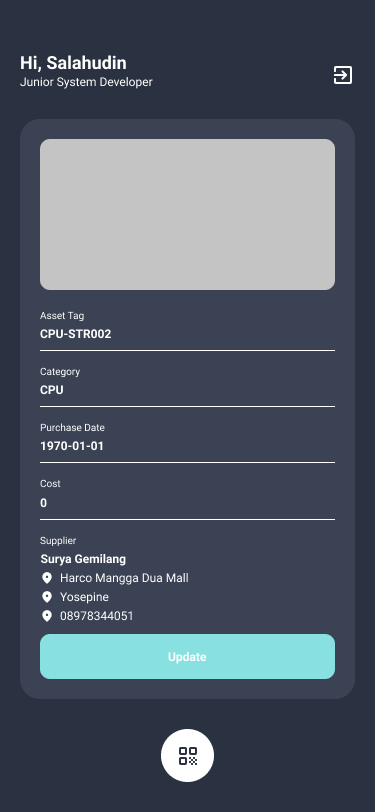 Hi, Salahudin
Junior System Developer
Asset Tag
CPU-STR002
Category
CPU
Purchase Date
1970-01-01
Cost
0
Supplier
Surya Gemilang
Harco Mangga Dua Mall
Yosepine
08978344051
Update